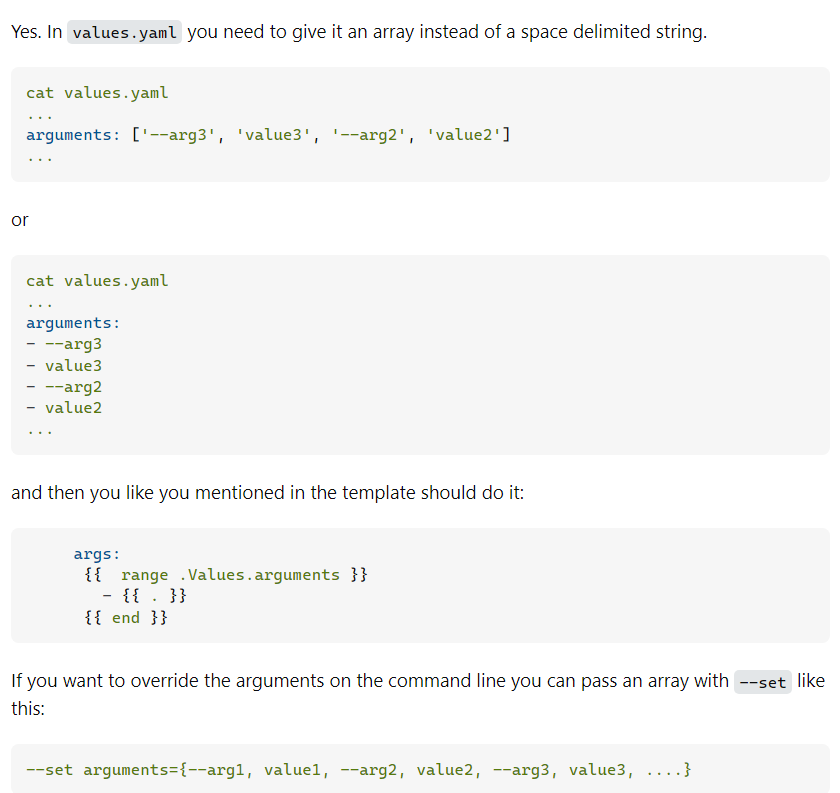 Yes. In values.yaml you need to give it an array instead of a space delimited string.
cat values.yaml
...
arguments: ['--arg3', 'value3', '--arg2', 'value2']
...
or
cat values.yaml
...
arguments:
- --arg3
- value3
- --arg2
- value2
...
and then you like you mentioned in the template should do it:
args:
{{  range .Values.arguments }}
- {{ . }}
{{ end }}
If you want to override the arguments on the command line you can pass an array with --set like
this:
--set arguments={--arg1, value1, --arg2, value2, --arg3, value3, ....}